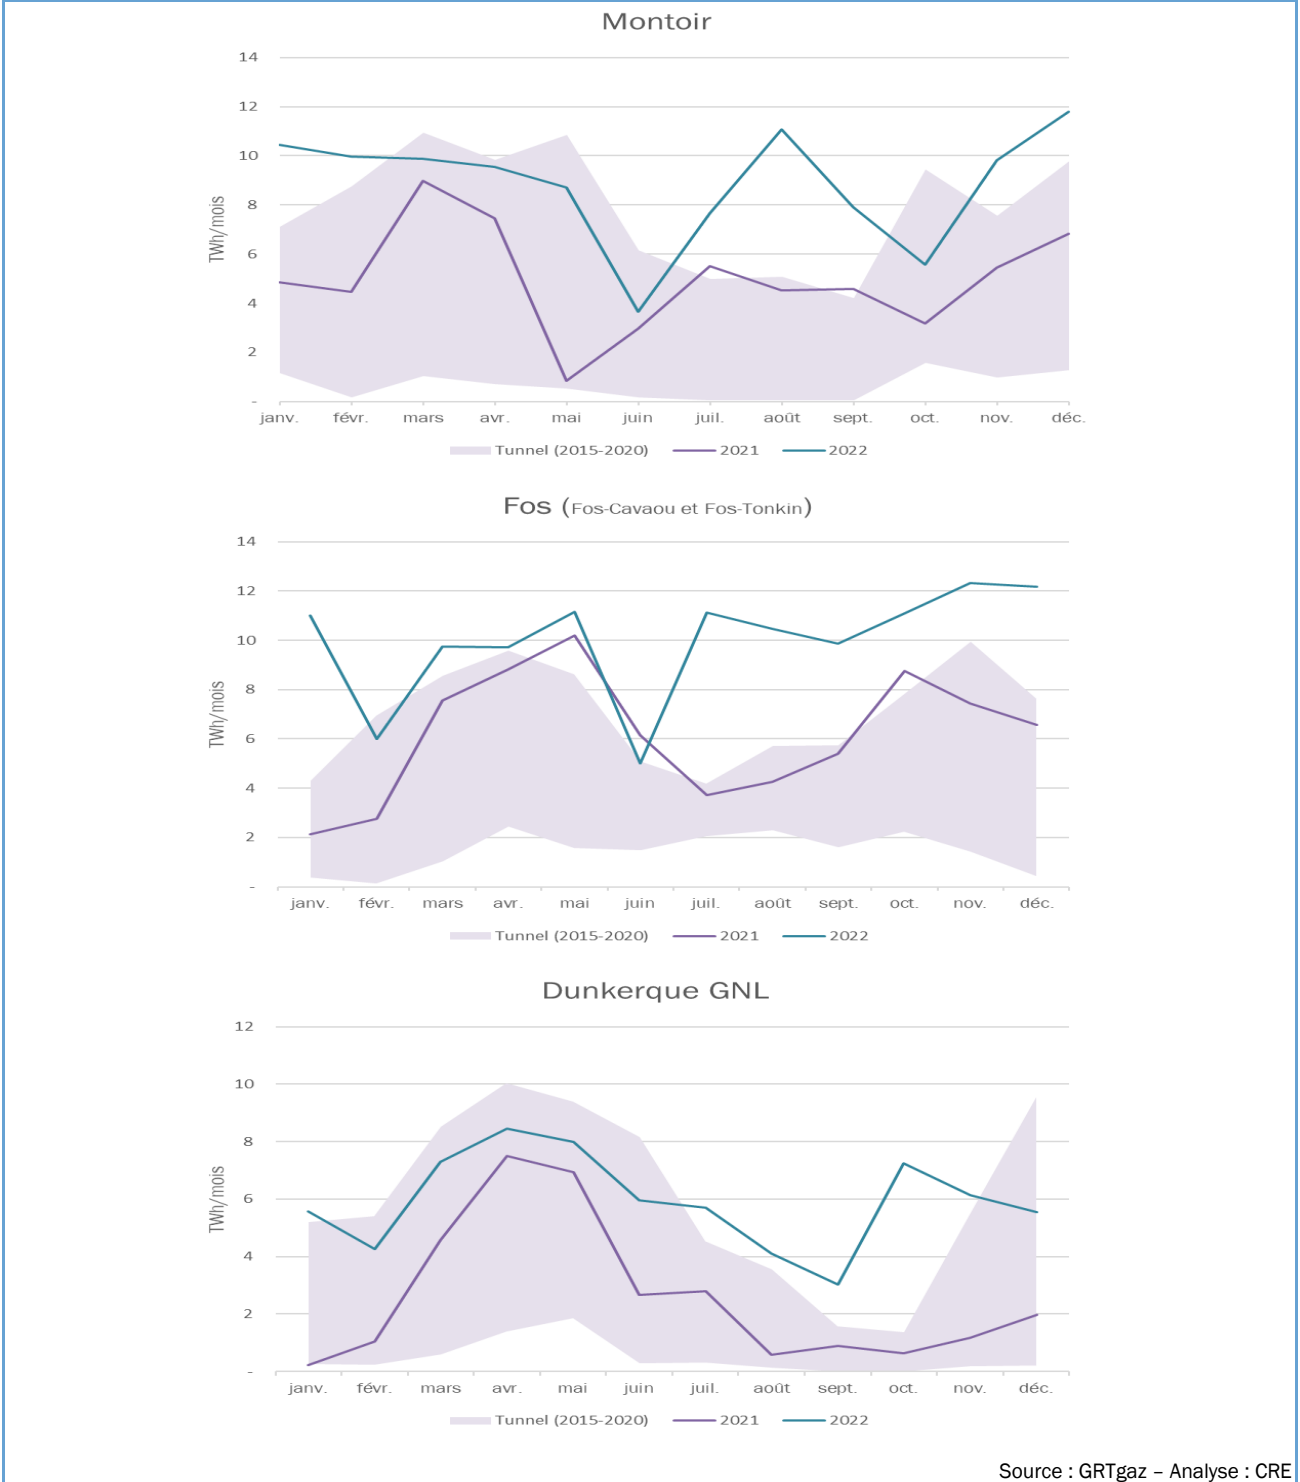 Montoir
14
12
10
8
6
4
2
-
TWh/mois
janv. févr. mars avr. mai juin juil. août sept. oct. nov. déc.
Tunnel (2015-2020) 2021 2022
Fos (Fos-Cavaou et Fos-Tonkin)
14
12
10
8
6
4
2
-
TWh/mois
janv. févr. mars avr. mai juin juil. août sept. oct. nov. déc.
Tunnel (2015-2020) 2021 2022
Dunkerque GNL
12
10
8
6
4
2
-
TWh/mois
janv. févr. mars avr. mai juin juil. août sept. oct. nov. déc.
Tunnel (2015-2020) 2021 2022
Source : GRTgaz – Analyse : CRE